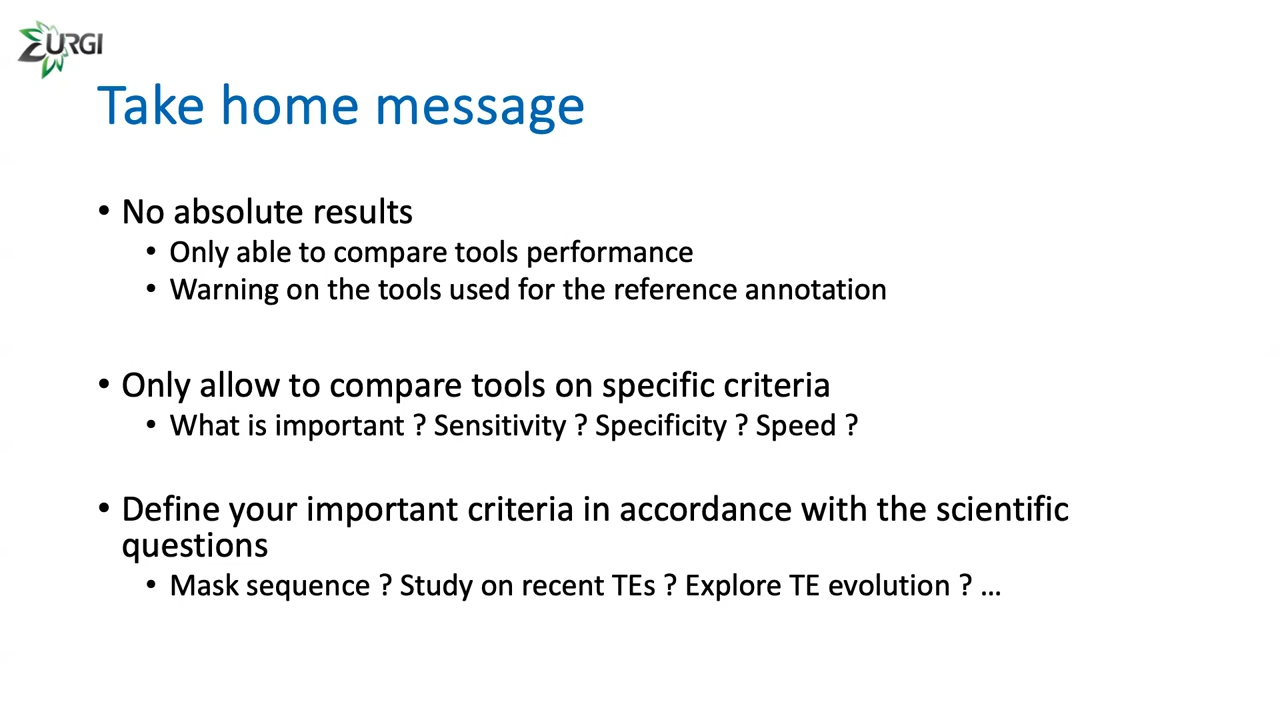 URGI
Take home message
• No absolute results
• Only able to compare tools performance
• Warning on the tools used for the reference annotation
• Only allow to compare tools on specific criteria
• What is important ? Sensitivity ? Specificity ? Speed ?
• Define your important criteria in accordance with the scientific
questions
• Mask sequence ? Study on recent TEs ? Explore TE evolution ? ...